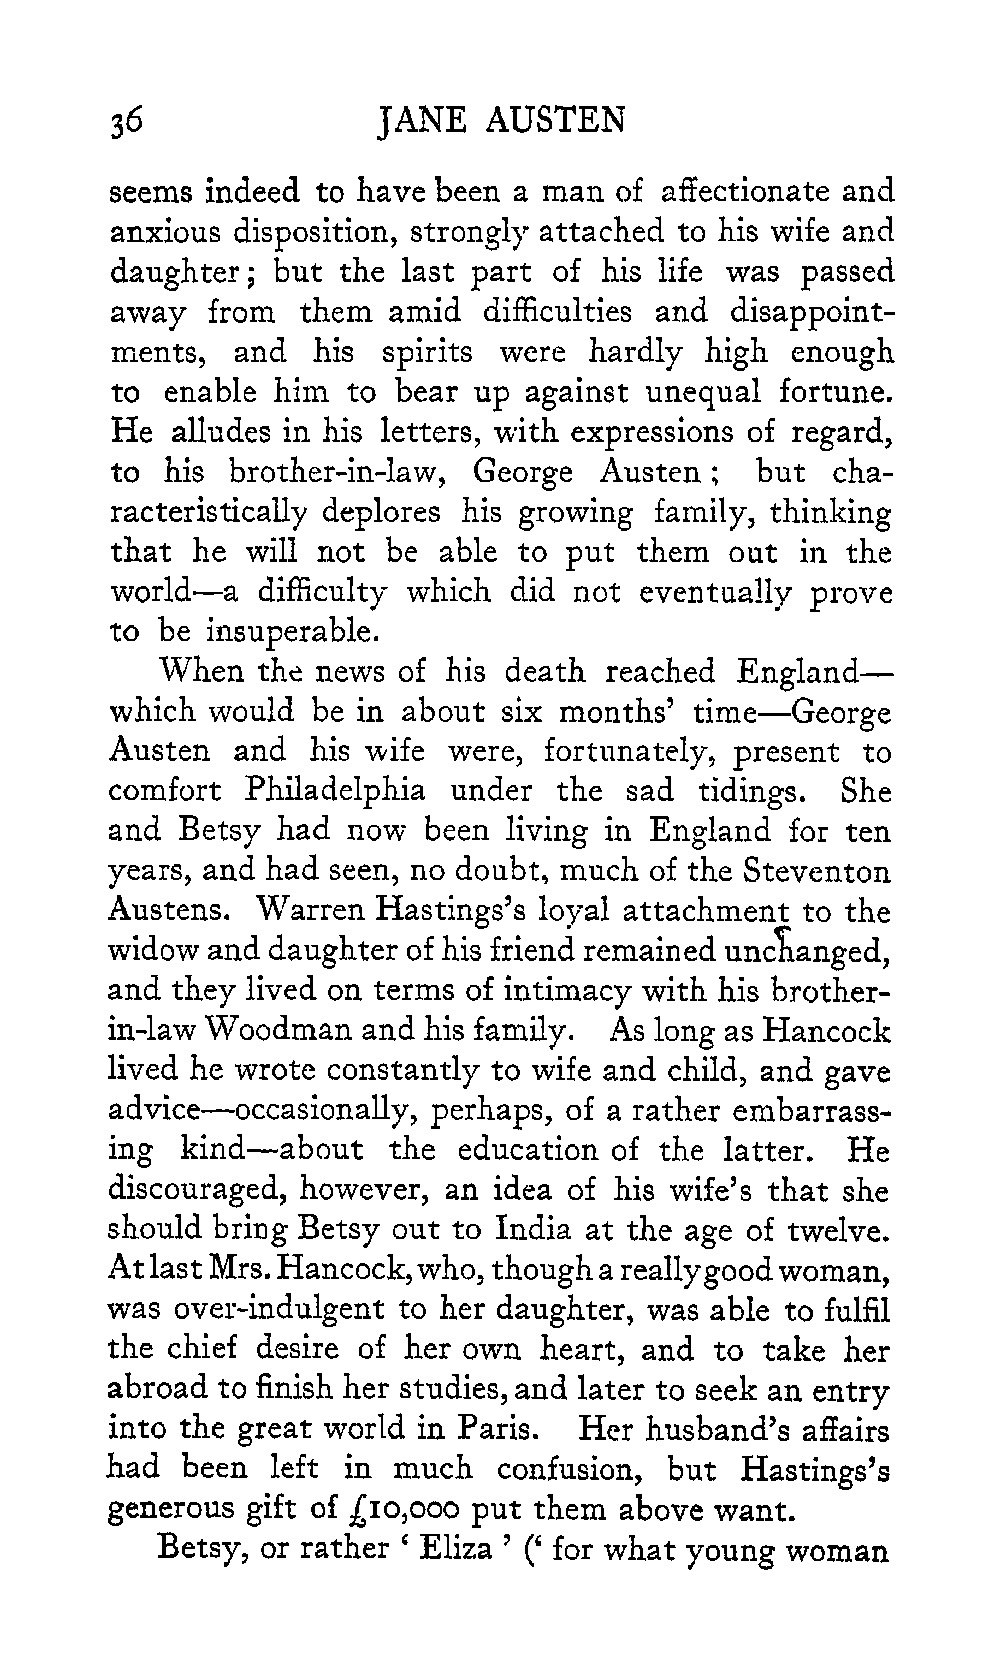 36 JANE AUSTEN
seems indeed to have been a man of affectionate and
anxious disposition, strongly attached to his wife and
daughter; but the last part of his life was passed
away from them amid difficulties and disappoint-
ments, and his spirits were hardly high enough
to enable him to bear up against unequal fortune.
He alludes in his letters, with expressions of regard,
to his brother-in-law, George Austen; but cha-
racteristically deplores his growing family, thinking
that he will not be able to put them out in the
world—a difficulty which did not eventually prove
to be insuperable.
When the news of his death reached England—
which would be in about six months' time—George
Austen and his wife were, fortunately, present to
comfort Philadelphia under the sad tidings. She
and Betsy had now been living in England for ten
years, and had seen, no doubt, much of the Steventon
Austens. Warren Hastings's loyal attachment to the
widow and daughter of his friend remained unchanged,
and they lived on terms of intimacy with his brother-
in-law Woodman and his family. As long as Hancock
lived he wrote constantly to wife and child, and gave
advice—occasionally, perhaps, of a rather embarrass-
ing kind—about the education of the latter. He
discouraged, however, an idea of his wife's that she
should bring Betsy out to India at the age of twelve.
At last Mrs. Hancock, who, though a really good woman,
was over-indulgent to her daughter, was able to fulfil
the chief desire of her own heart, and to take her
abroad to finish her studies, and later to seek an entry
into the great world in Paris. Her husband's affairs
had been left in much confusion, but Hastings's
generous gift of £10,000 put them above want.
Betsy, or rather ' Eliza ' (' for what young woman